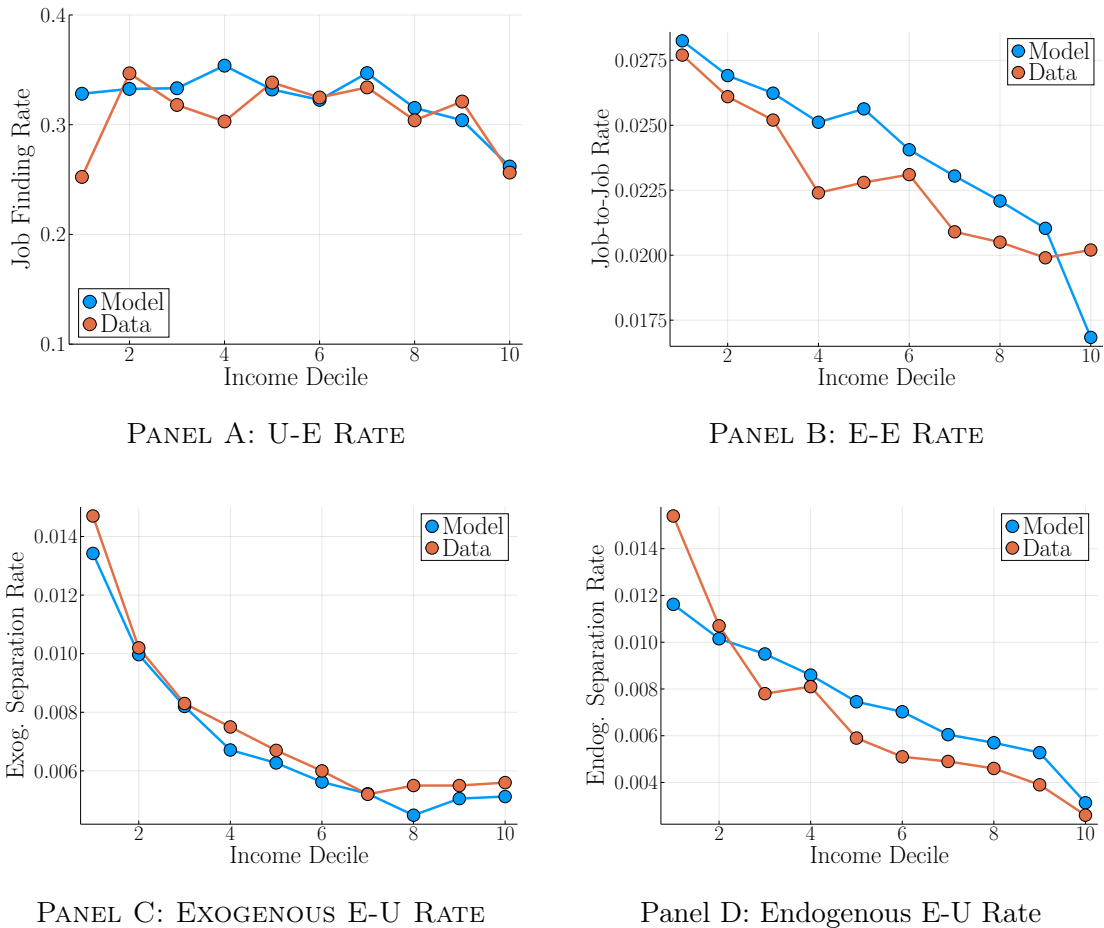 0.4
0.3
0.2
0.1
Job Finding Rate
Model
Data
2 4 6 8 10
Income Decile
PANEL A: U-E RATE
0.0275
0.0250
0.0225
0.0200
0.0175
Job-to-Job Rate
Model
Data
2 4 6 8 10
Income Decile
PANEL B: E-E RATE
0.014
0.012
0.010
0.008
0.006
Exog. Separation Rate
Model
Data
2 4 6 8 10
Income Decile
PANEL C: EXOGENOUS E-U RATE
0.014
0.012
0.010
0.008
0.006
0.004
Endog. Separation Rate
Model
Data
2 4 6 8 10
Income Decile
Panel D: Endogenous E-U Rate